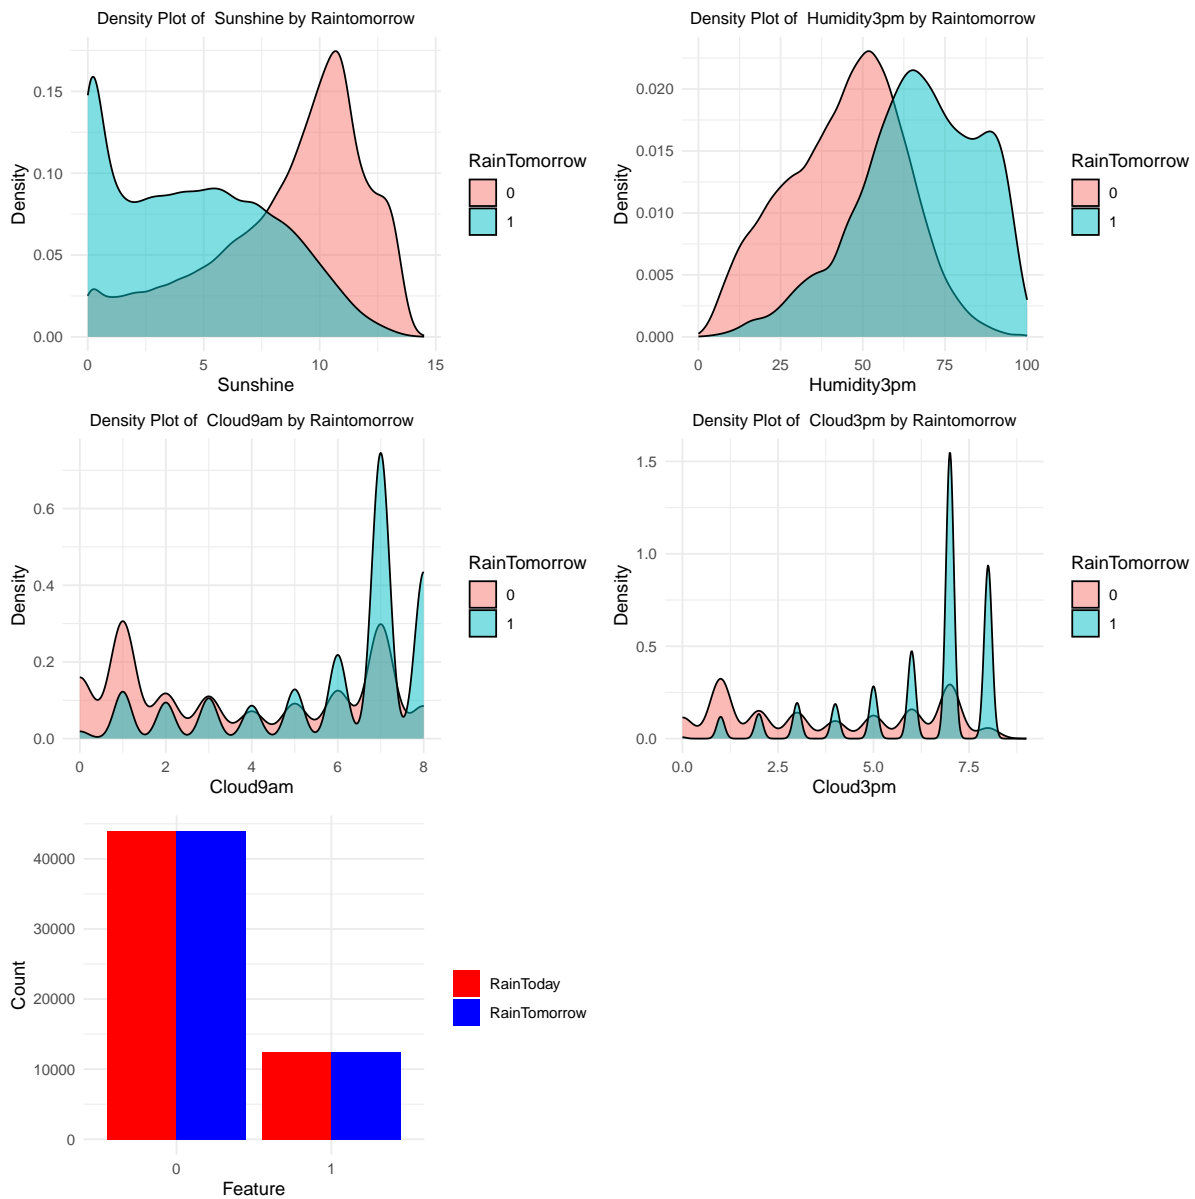 Density Plot of  Sunshine by Raintomorrow
Density
0.15
0.10
0.05
0.00
0 5 10 15
Sunshine
RainTomorrow
0
1
Density Plot of  Humidity3pm by Raintomorrow
Density
0.020
0.015
0.010
0.005
0.000
0 25 50 75 100
Humidity3pm
RainTomorrow
0
1
Density Plot of  Cloud9am by Raintomorrow
Density
0.6
0.4
0.2
0.0
0 2 4 6 8
Cloud9am
RainTomorrow
0
1
Density Plot of  Cloud3pm by Raintomorrow
Density
1.5
1.0
0.5
0.0
0.0 2.5 5.0 7.5
Cloud3pm
RainTomorrow
0
1
Count
40000
30000
20000
10000
0
0 1
Feature
RainToday
RainTomorrow